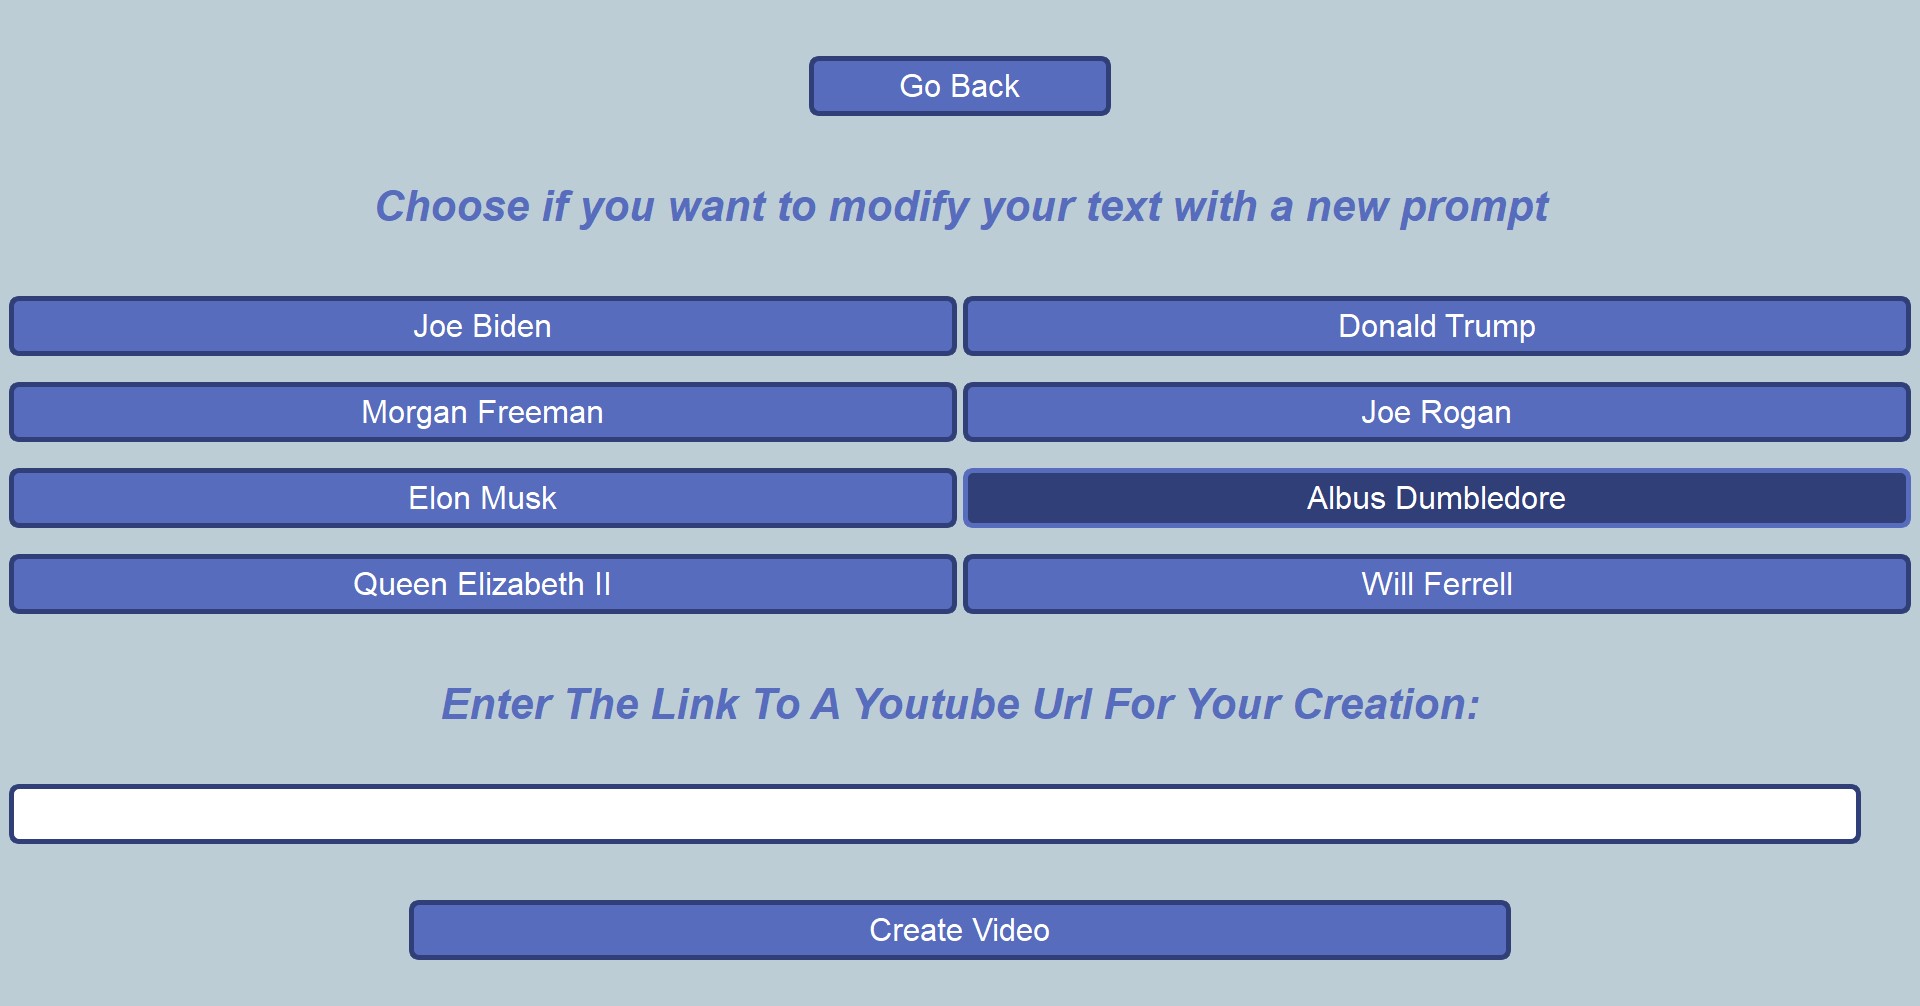 Go Back
Choose if you want to modify your text with a new prompt
Joe Biden
Donald Trump
Morgan Freeman
Joe Rogan
Elon Musk
Albus Dumbledore
Queen Elizabeth II
Will Ferrell
Enter The Link To A Youtube Url For Your Creation:
Create Video